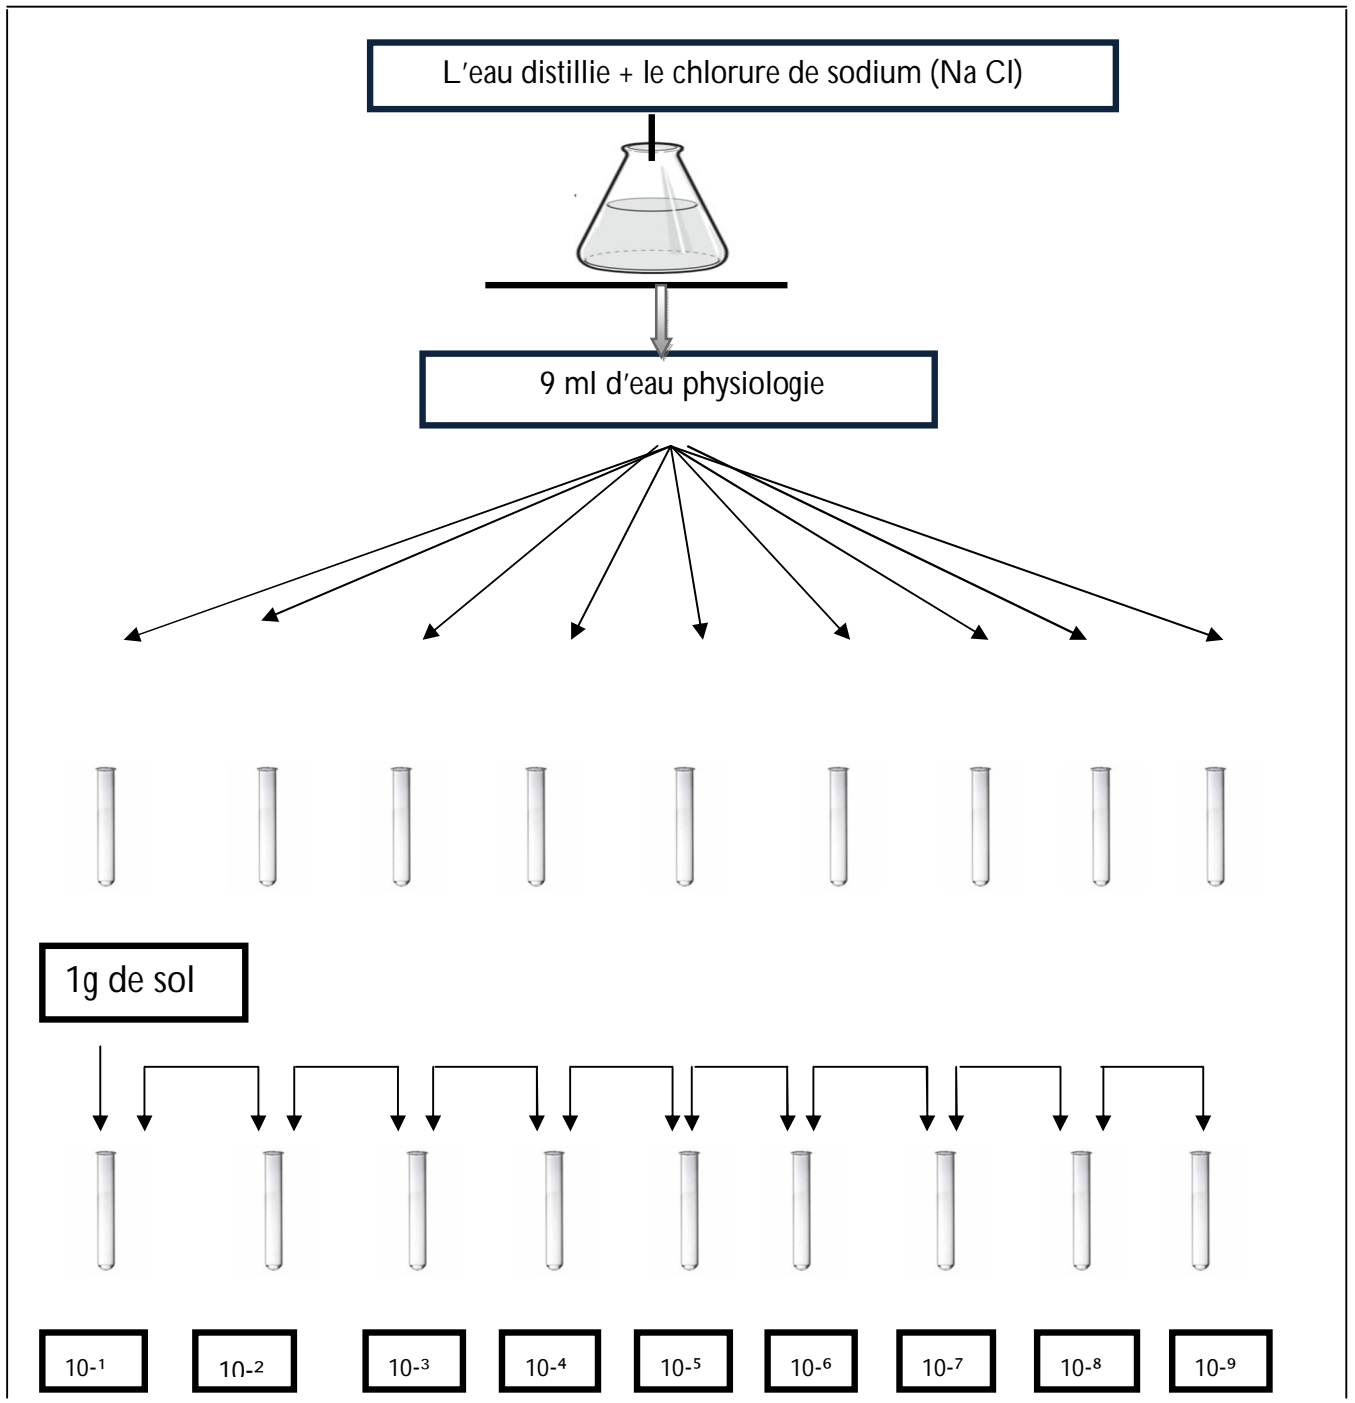 L'eau distillie + le chlorure de sodium (Na Cl)
9 ml d'eau physiologie
1g de sol
10-¹ 10-² 10-³ 10-⁴ 10-⁵ 10-⁶ 10-⁷ 10-⁸ 10-⁹